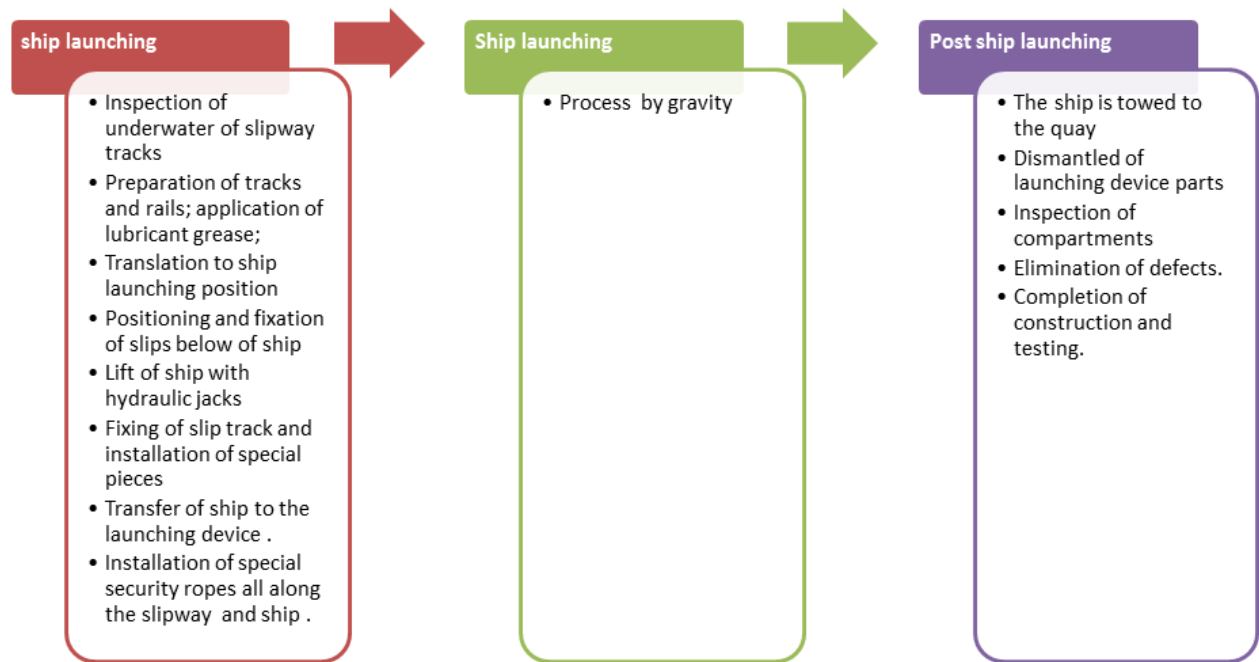 ship launching
• Inspection of
underwater of slipway
tracks
• Preparation of tracks
and rails; application of
lubricant grease;
• Translation to ship
launching position
• Positioning and fixation
of slips below of ship
• Lift of ship with
hydraulic jacks
• Fixing of slip track and
installation of special
pieces
• Transfer of ship to the
launching device .
• Installation of special
security ropes all along
the slipway and ship .
Ship launching
• Process by gravity
Post ship launching
• The ship is towed to
the quay
• Dismantled of
launching device parts
• Inspection of
compartments
• Elimination of defects.
• Completion of
construction and
testing.